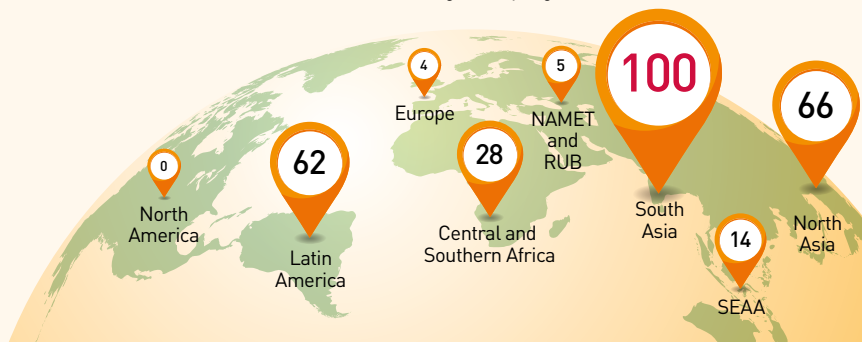 0
North
America
62
Latin
America
4
Europe
28
Central and
Southern Africa
5
NAMET
and
RUB
100
South
Asia
14
SEAA
66
North
Asia